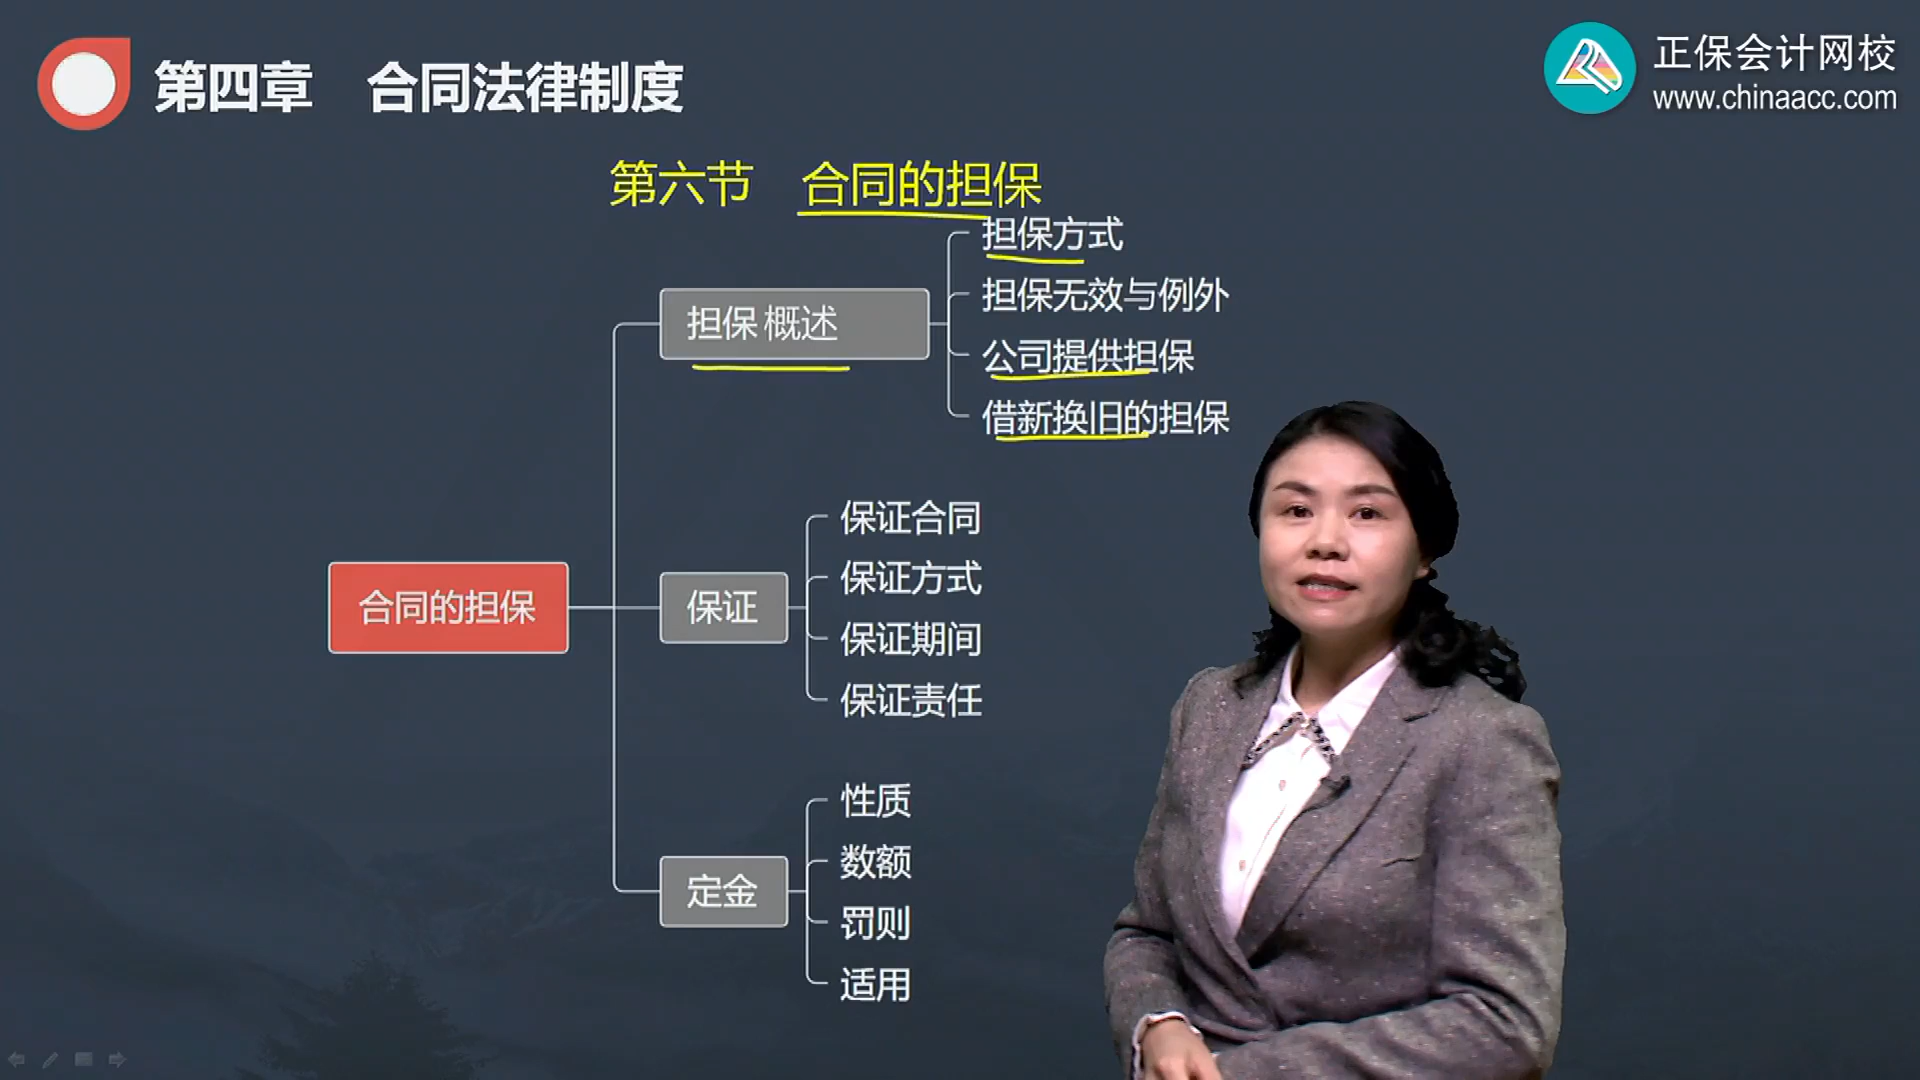 第四章 合同法律制度
正保会计网校
www.chinaacc.com
第六节 合同的担保
担保方式
担保无效与例外
担保 概述
公司提供担保
借新换旧的担保
保证合同
保证方式
合同的担保
保证
保证期间
保证责任
性质
数额
定金
罚则
适用